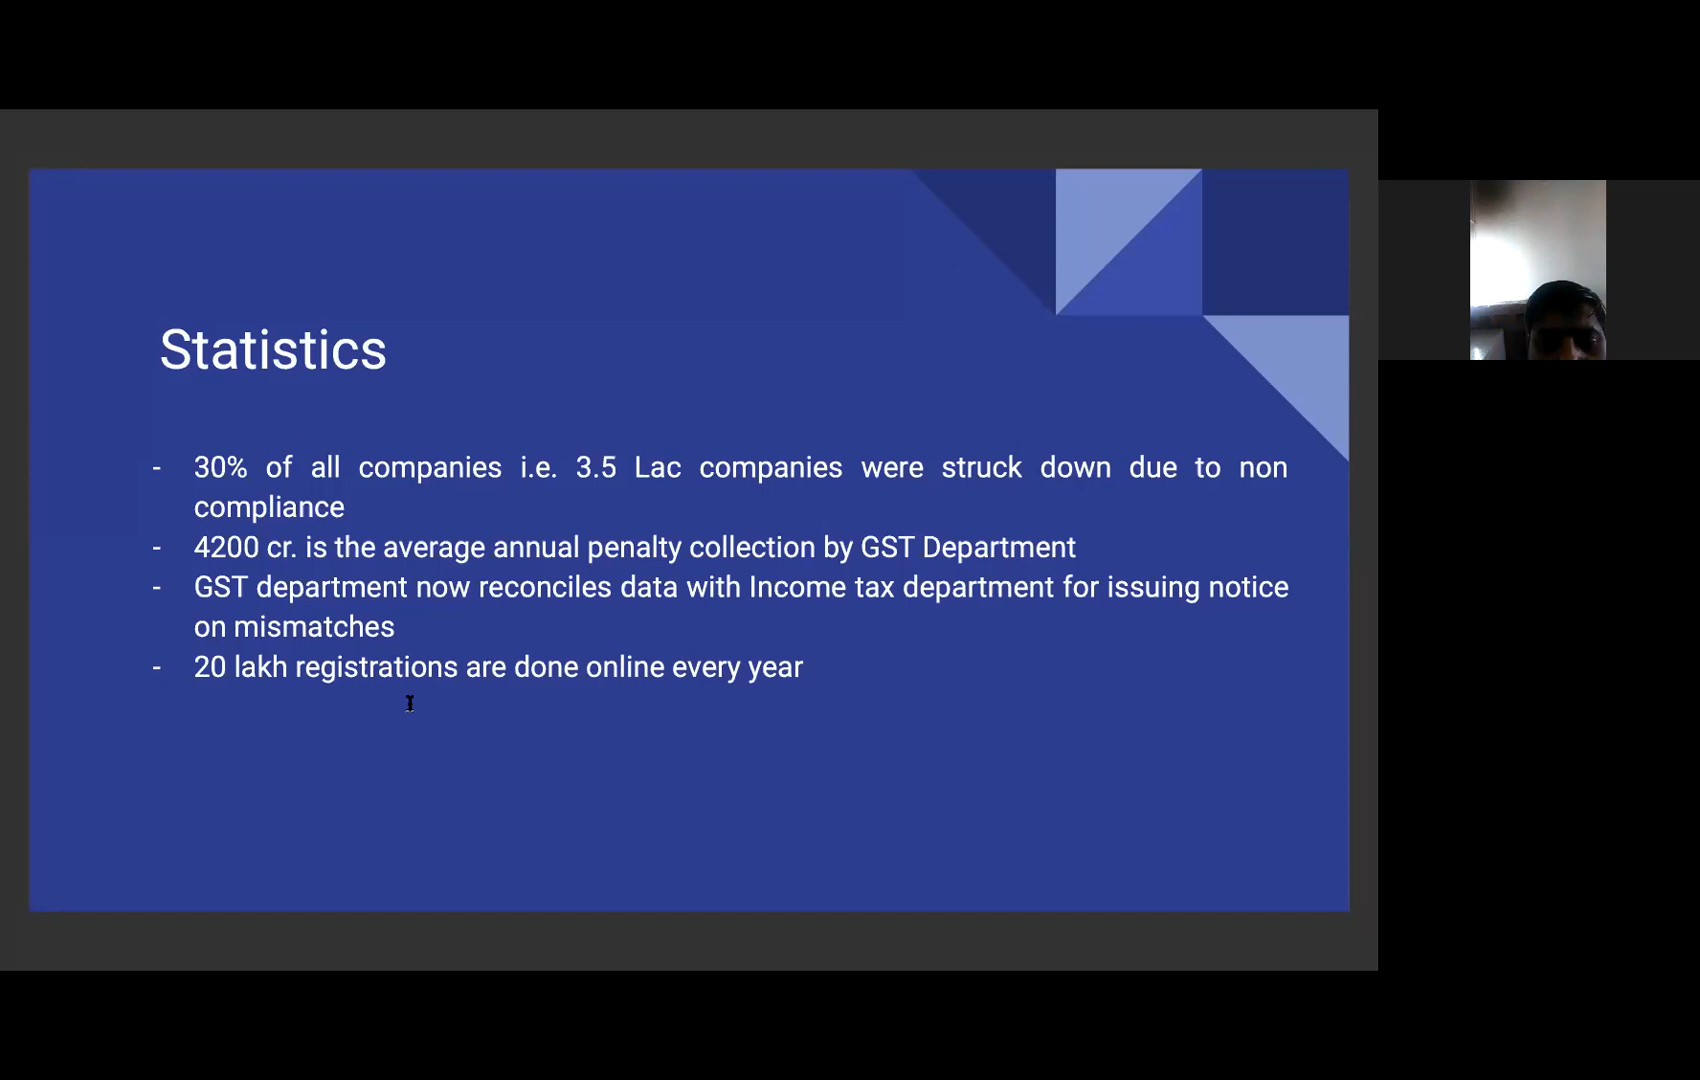 Statistics
- 30% of all companies i.e. 3.5 Lac companies were struck down due to non
compliance
- 4200 cr. is the average annual penalty collection by GST Department
- GST department now reconciles data with Income tax department for issuing notice
on mismatches
- 20 lakh registrations are done online every year